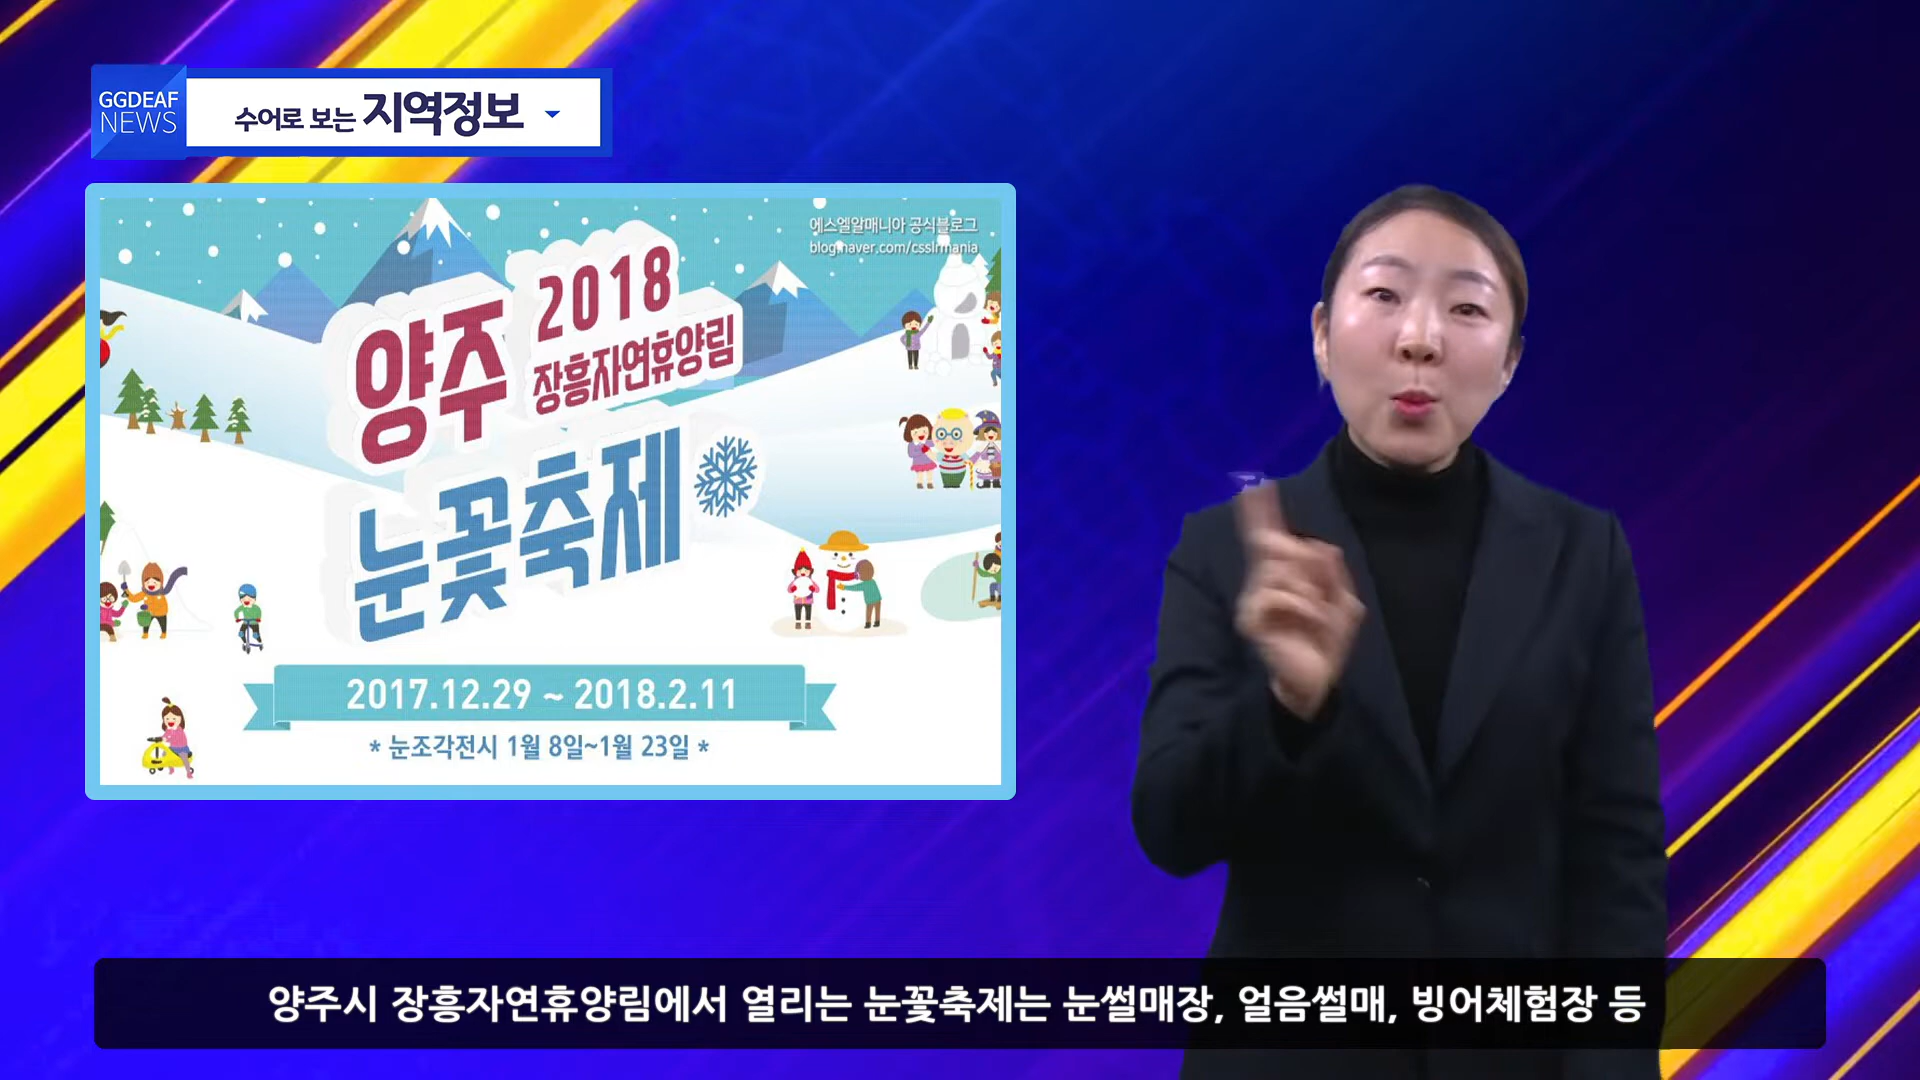 GGDEAF
NEWS
수어로 보는 지역정보
에스엘알매니아 공식블로그
blog.naver.com/csslrmania
2018
양주 장흥자연휴양림
눈꽃축제
2017.12.29 ~ 2018.2.11
* 눈조각전시 1월 8일~1월 23일 *
양주시 장흥자연휴양림에서 열리는 눈꽃축제는 눈썰매장, 얼음썰매, 빙어체험장 등